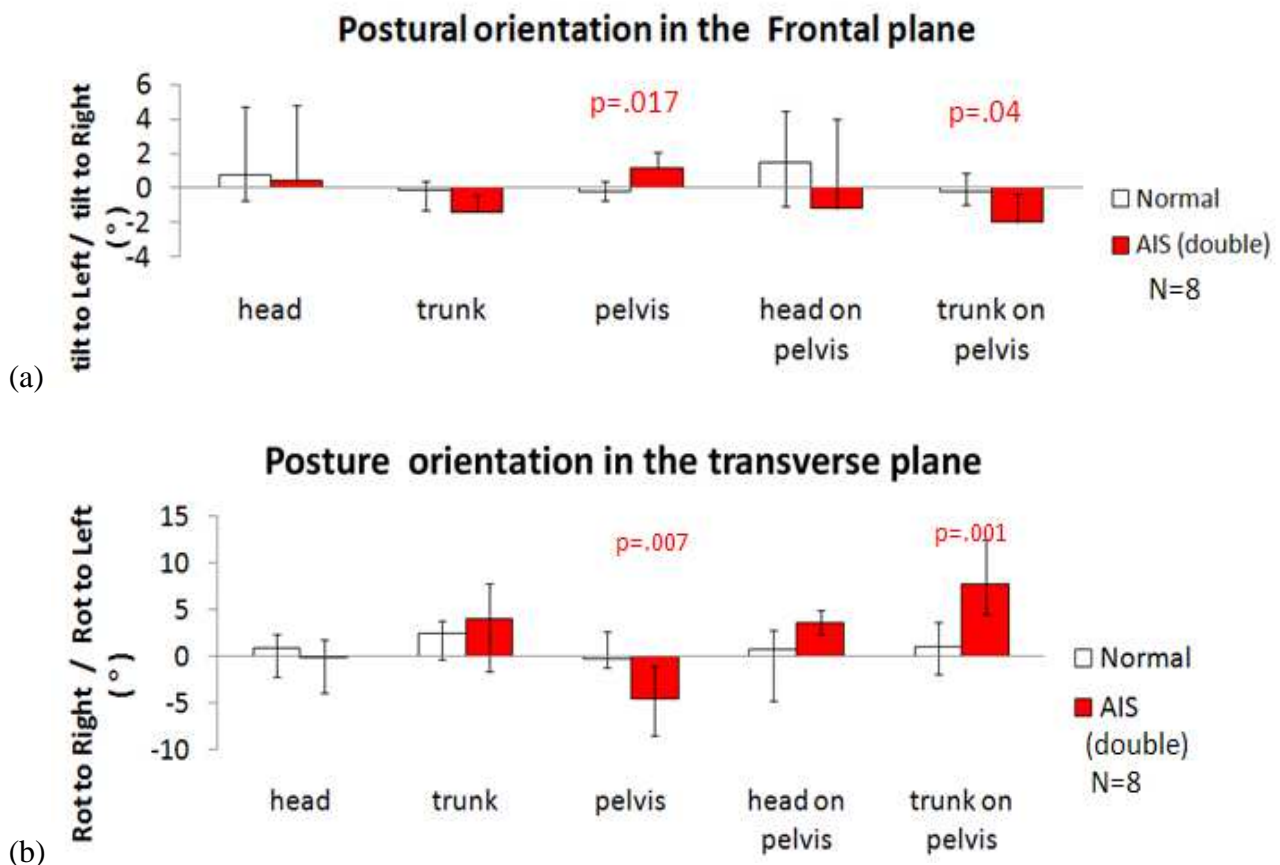 Postural orientation in the Frontal plane
tilt to Left / tilt to Right
( °)
6
4
2
0
-2
-4
p=.017
p=.04
Normal
AIS (double)
N=8
head
trunk
pelvis
head on
pelvis
trunk on
pelvis
(a)
Posture orientation in the transverse plane
Rot to Right / Rot to Left
( ° )
15
10
5
0
-5
-10
p=.007
p=.001
Normal
AIS
(double)
N=8
head
trunk
pelvis
head on
pelvis
trunk on
pelvis
(b)